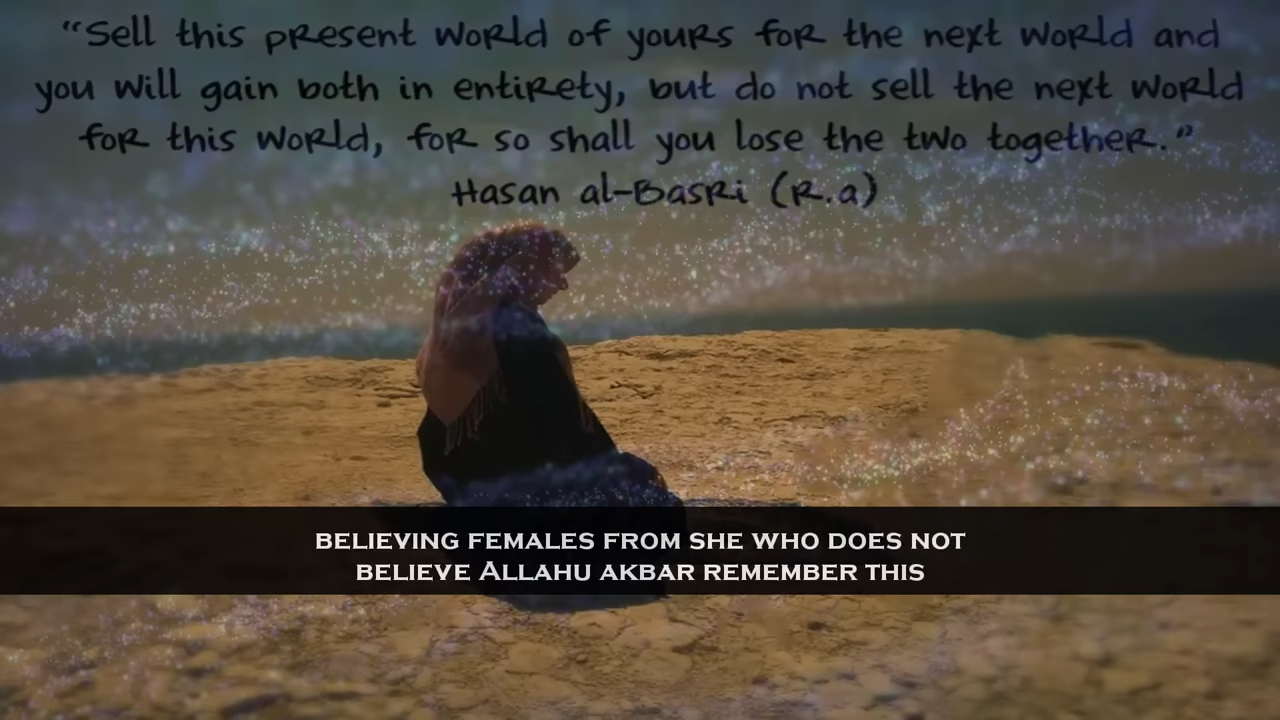 “Sell this present world of yours for the next world and
you will gain both in entirety, but do not sell the next world
for this world, for so shall you lose the two together.”
Hasan al-Basri (R.a)
BELIEVING FEMALES FROM SHE WHO DOES NOT
BELIEVE ALLAHU AKBAR REMEMBER THIS